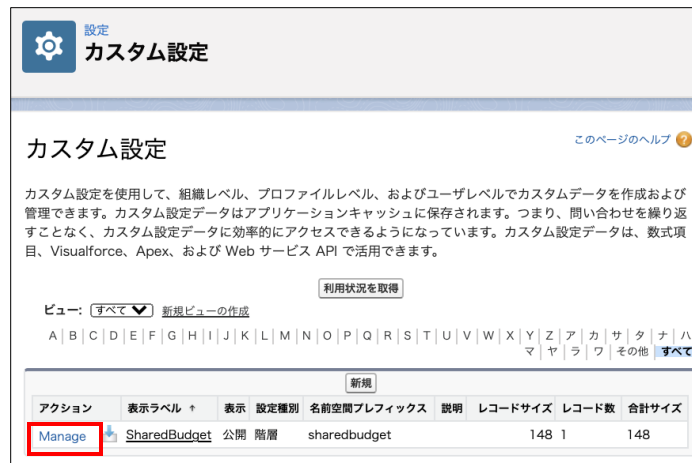 設定
カスタム設定
カスタム設定
このページのヘルプ ?
カスタム設定を使用して、組織レベル、プロファイルレベル、およびユーザレベルでカスタムデータを作成および
管理できます。カスタム設定データはアプリケーションキャッシュに保存されます。つまり、問い合わせを繰り返
すことなく、カスタム設定データに効率的にアクセスできるようになっています。カスタム設定データは、数式項
目、Visualforce、Apex、および Web サービス API で活用できます。
利用状況を取得
ビュー: すべて 新規ビューの作成
A | B | C | D | E | F | G | H | I | J | K | L | M | N | O | P | Q | R | S | T | U | V | W | X | Y | Z | ア | カ | サ | タ | ナ | ハ
マ | ヤ | ラ | ワ | その他 | すべて
新規
アクション 表示ラベル ↑ 表示 設定種別 名前空間プレフィックス 説明 レコードサイズ レコード数 合計サイズ
Manage SharedBudget 公開 階層 sharedbudget 148 1 148